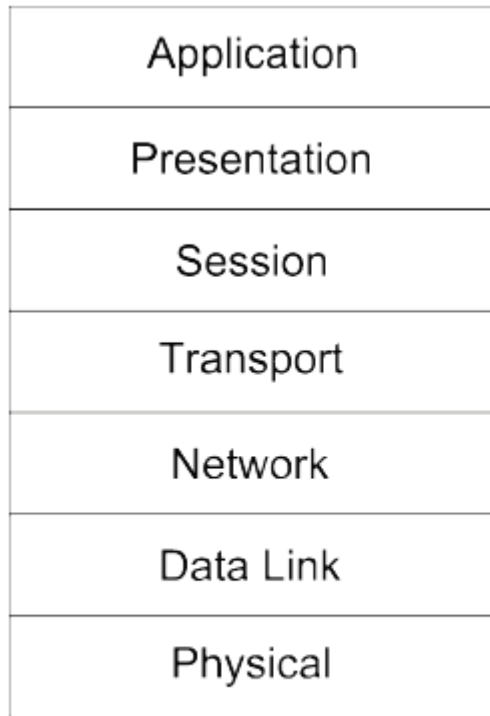 Application
Presentation
Session
Transport
Network
Data Link
Physical